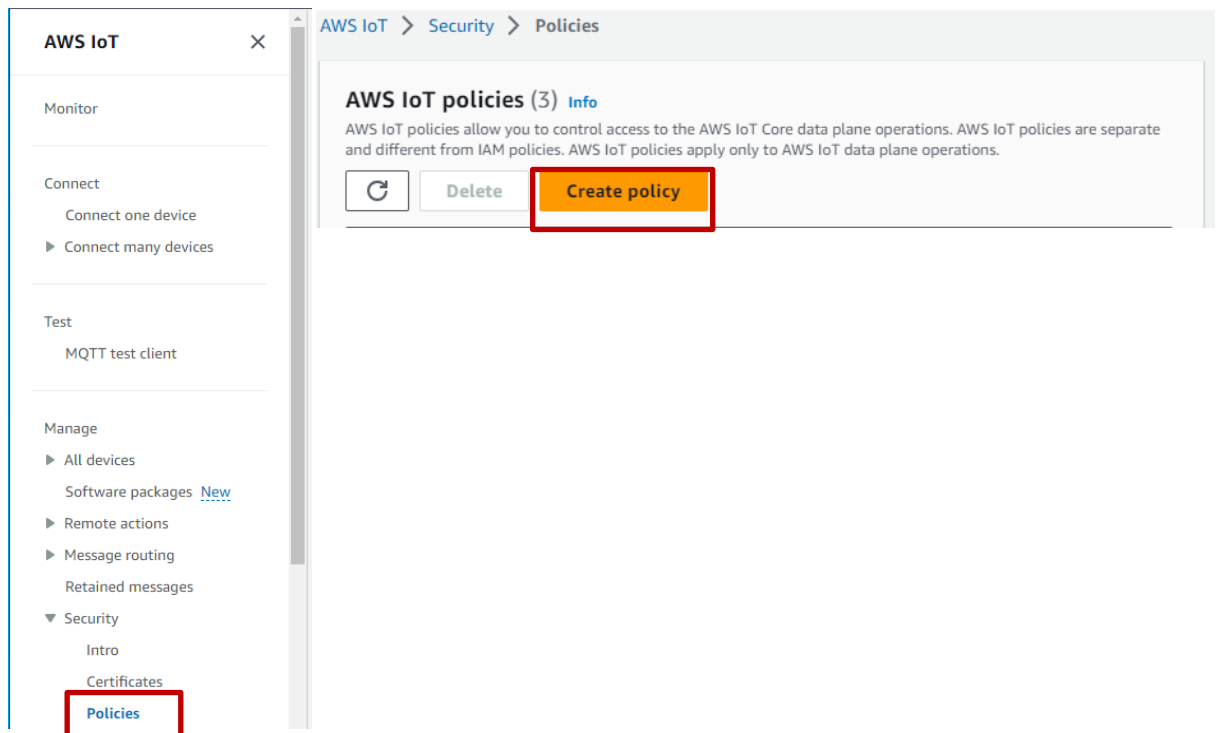 AWS IoT
Monitor
Connect
Connect one device
Connect many devices
Test
MQTT test client
Manage
All devices
Software packages New
Remote actions
Message routing
Retained messages
Security
Intro
Certificates
Policies
AWS IoT > Security > Policies
AWS IoT policies (3) Info
AWS IoT policies allow you to control access to the AWS IoT Core data plane operations. AWS IoT policies are separate
and different from IAM policies. AWS IoT policies apply only to AWS IoT data plane operations.
Delete Create policy